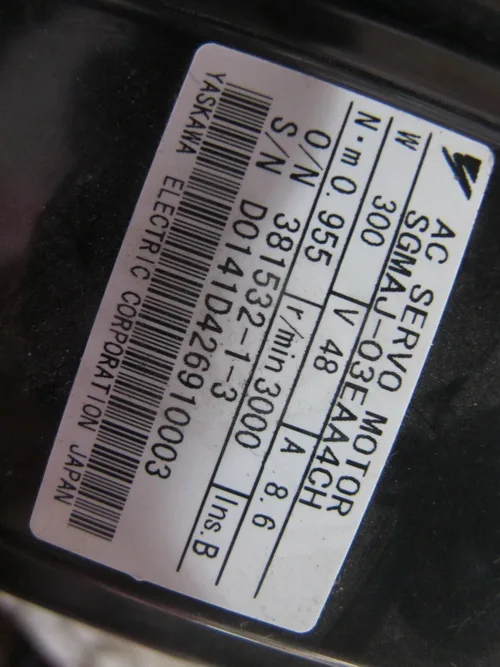 AC SERVO MOTOR
SGMAJ-03EAA4CH
W 300 V 48 A 8.6
N·m 0.955 r/min 3000 Ins.B
O/N 381532-1-3
S/N D0141D426910003
YASKAWA ELECTRIC CORPORATION JAPAN